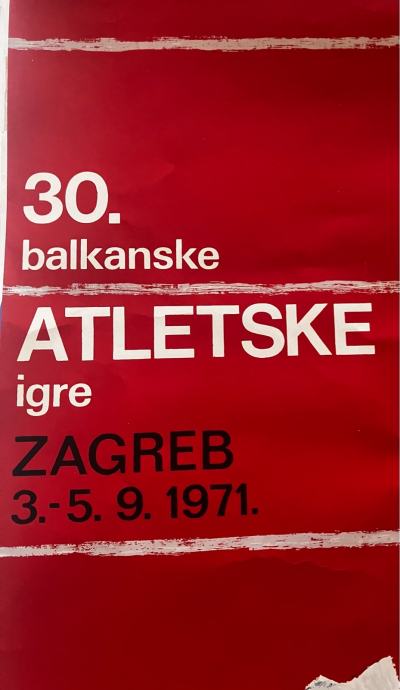 30.
balkanske
ATLETSKE
igre
ZAGREB
3.-5. 9. 1971.